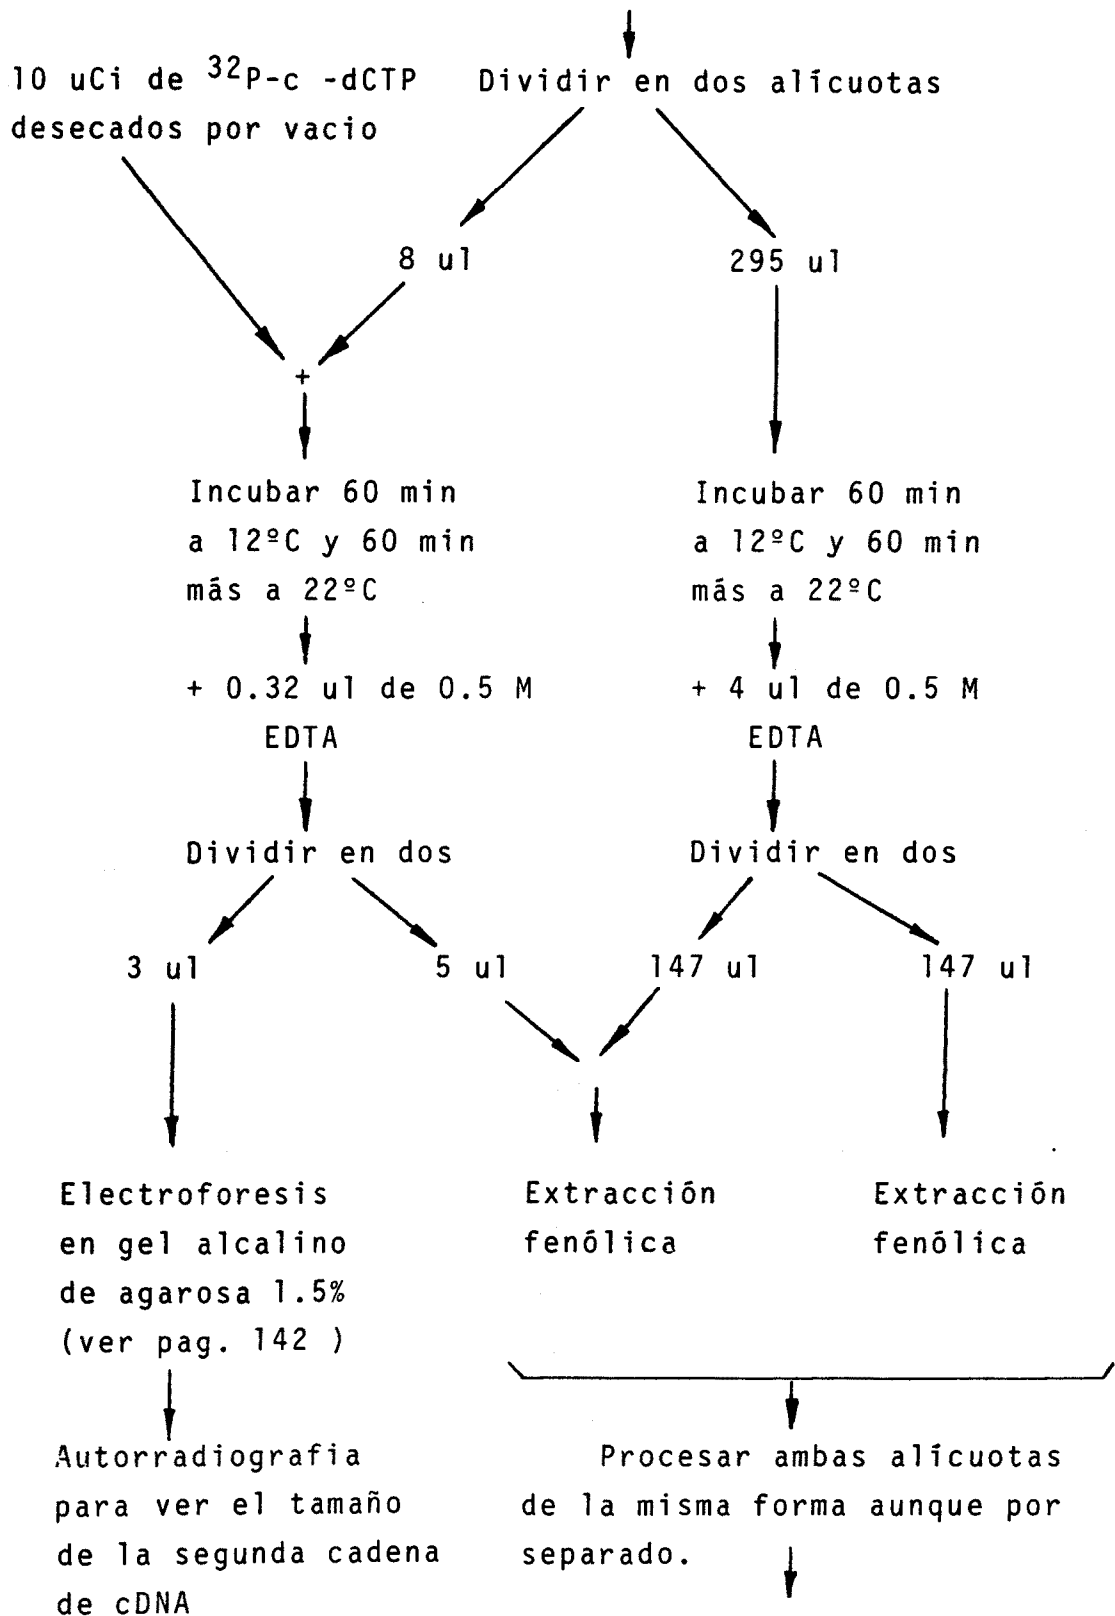 10 uCi de 32P-c -dCTP
desecados por vacio
Dividir en dos alícuotas
8 ul
295 ul
+
Incubar 60 min
a 12ºC y 60 min
más a 22ºC
Incubar 60 min
a 12ºC y 60 min
más a 22ºC
+ 0.32 ul de 0.5 M
EDTA
+ 4 ul de 0.5 M
EDTA
Dividir en dos
Dividir en dos
3 ul
5 ul
147 ul
147 ul
Electroforesis
en gel alcalino
de agarosa 1.5%
(ver pag. 142 )
Extracción
fenólica
Extracción
fenólica
Autorradiografia
para ver el tamaño
de la segunda cadena
de cDNA
Procesar ambas alícuotas
de la misma forma aunque por
separado.